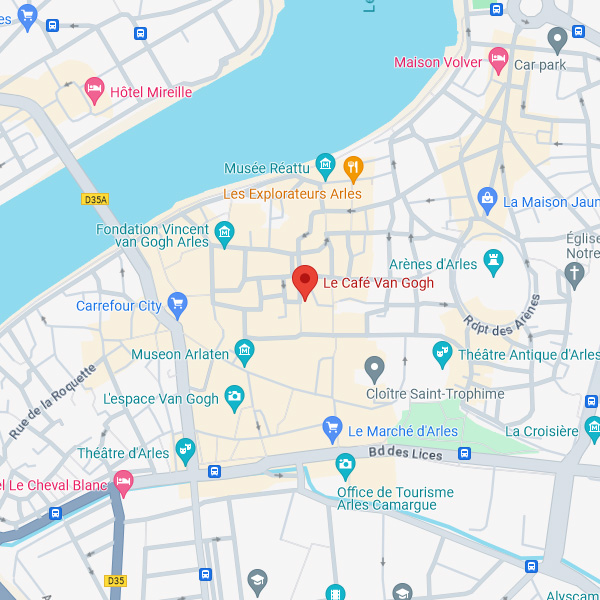 Le
Maison Volver
Car park
Hôtel Mireille
Musée Réattu
Les Explorateurs Arles
D35A
La Maison Jaun
Fondation Vincent
van Gogh Arles
Église
Notre
Arènes d'Arles
Le Café Van Gogh
Carrefour City
Rdpt des Arènes
Museon Arlaten
Théâtre Antique d'Arles
Cloître Saint-Trophime
Rue de la Roquette
L'espace Van Gogh
Le Marché d'Arles
La Croisière
Théâtre d'Arles
Bd des Lices
el Le Cheval Blanc
Office de Tourisme
Arles Camargue
D35
Alyscam